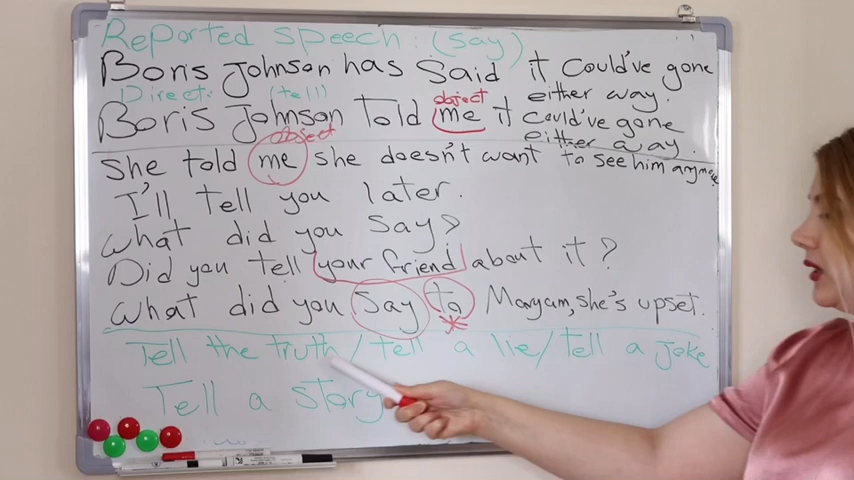 Reported speech: (say)
Boris Johnson has Said it could've gone either way.
Direct: (tell)
object
Boris Johnson Told me it could've gone either way.
object
She told me she doesn't want to see him anymore
I'll tell you later.
What did you say?
Did you tell your friend about it?
What did you say to Maryam, she's upset.
Tell the truth/tell a lie/tell a joke
Tell a story